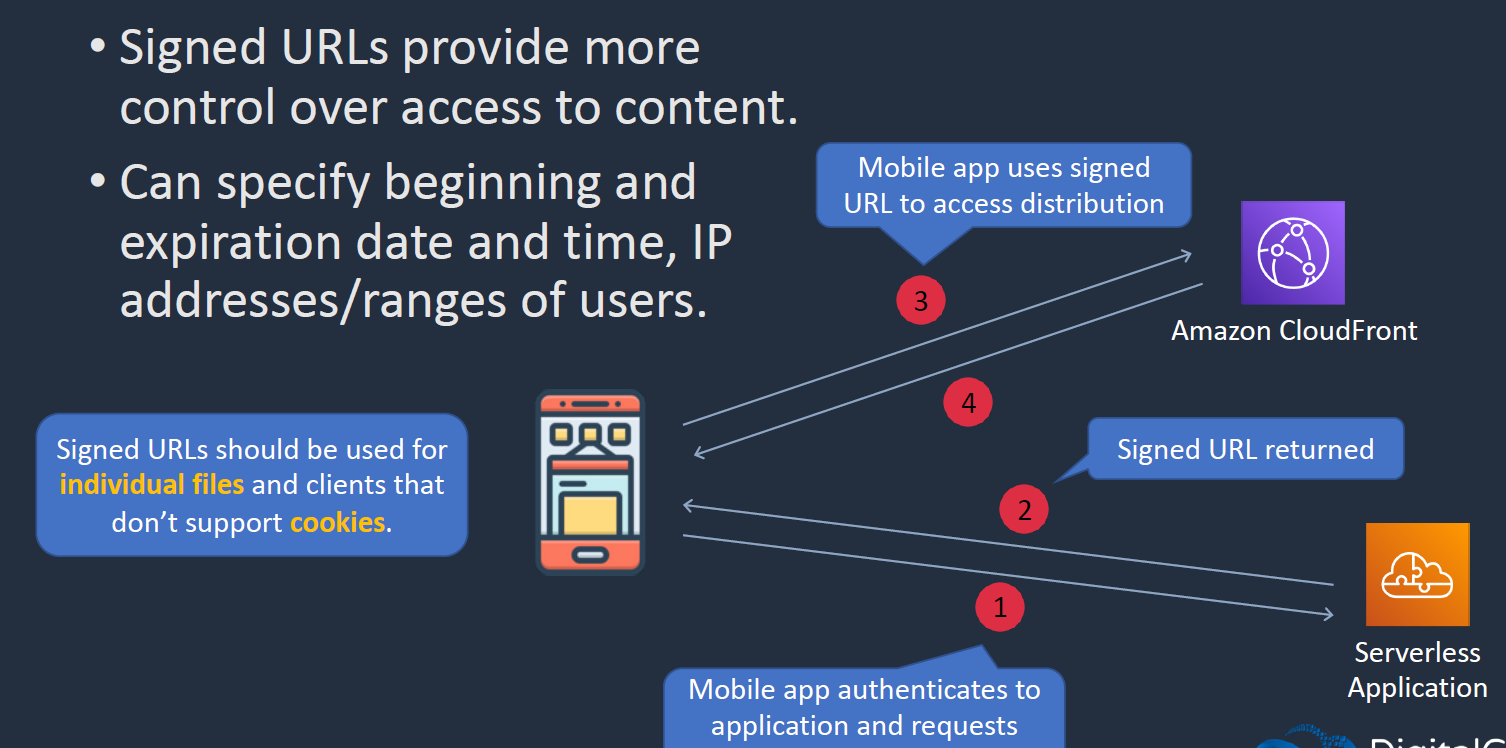 • Signed URLs provide more
control over access to content.
• Can specify beginning and
expiration date and time, IP
addresses/ranges of users.
Mobile app uses signed
URL to access distribution
3
Amazon CloudFront
4
Signed URLs should be used for
individual files and clients that
don’t support cookies.
Signed URL returned
2
1
Serverless
Application
Mobile app authenticates to
application and requests